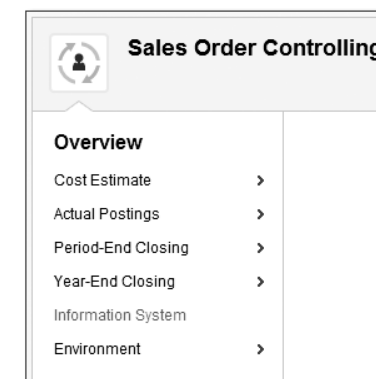 Sales Order Controlling
Overview
Cost Estimate
Actual Postings
Period-End Closing
Year-End Closing
Information System
Environment